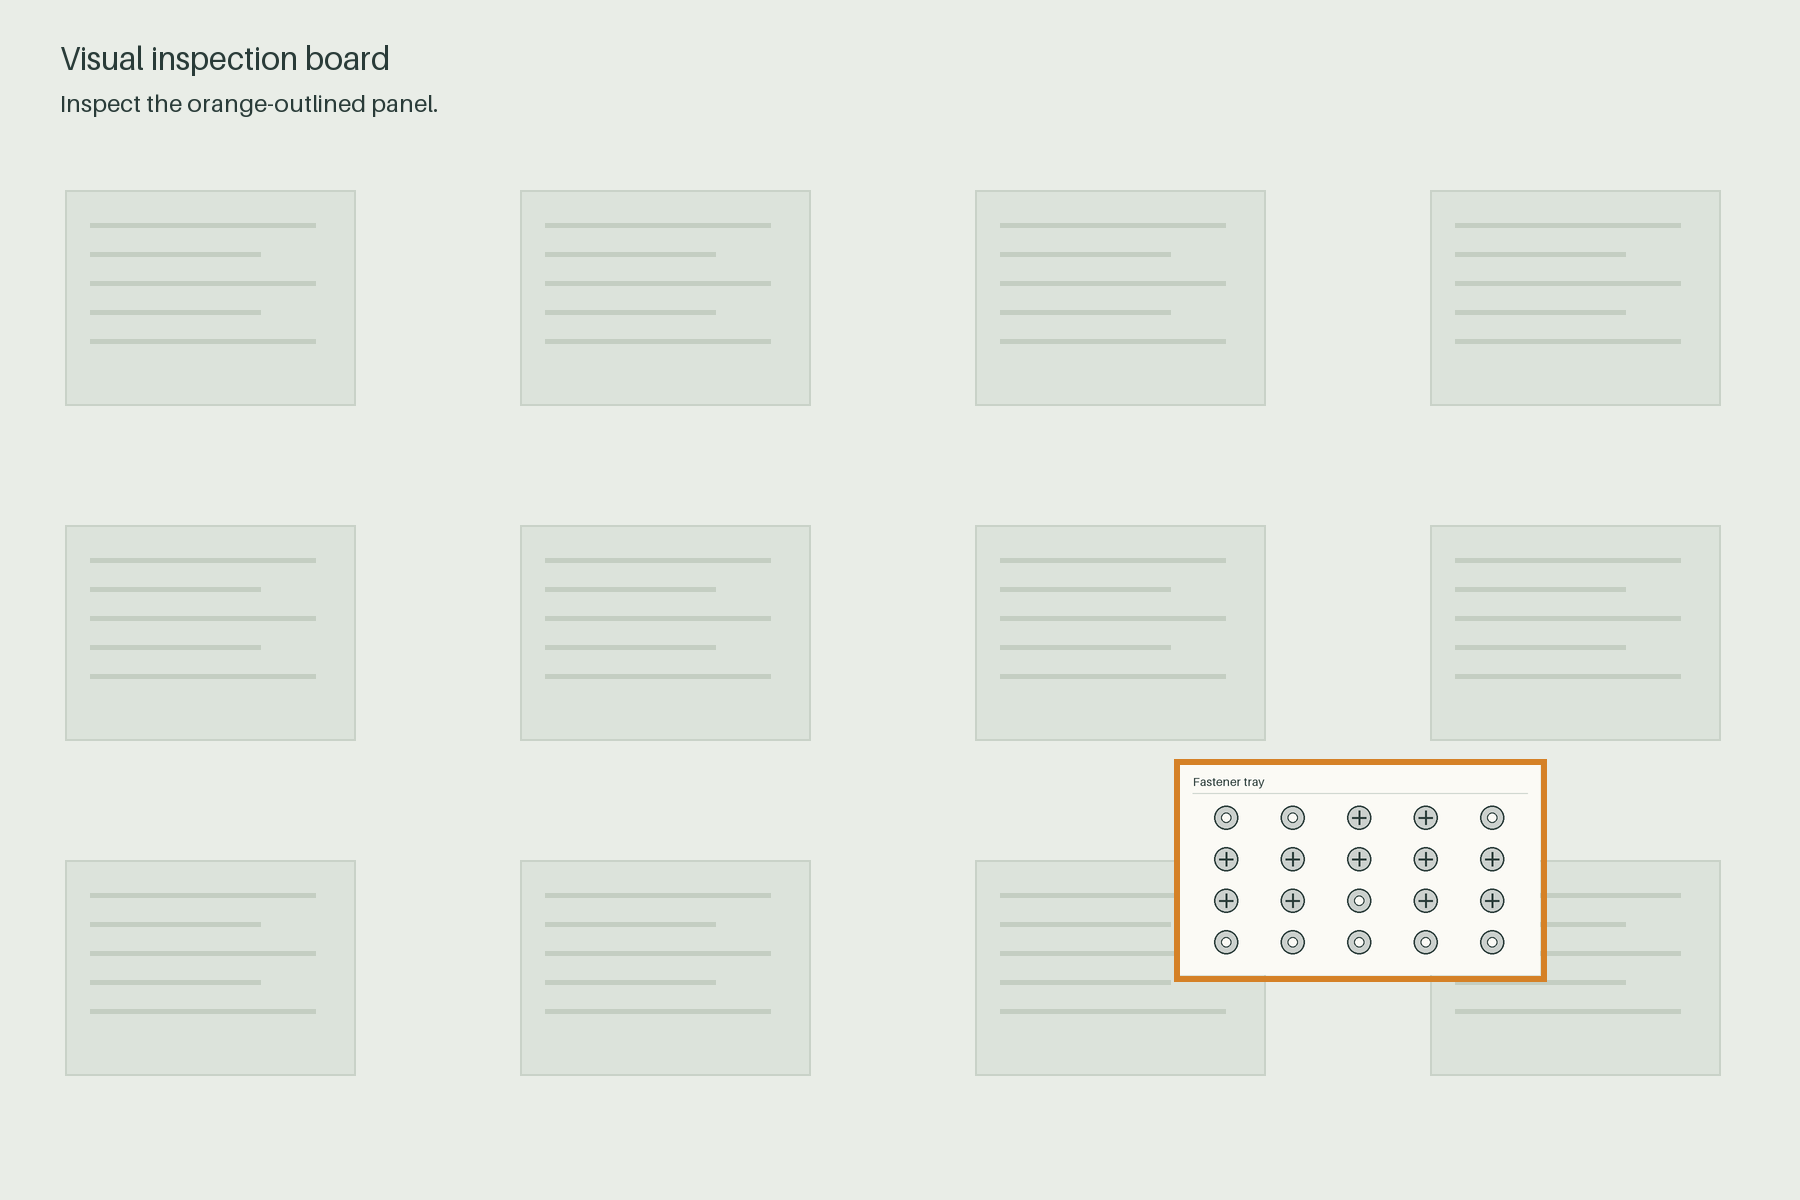 Visual inspection board
Inspect the orange-outlined panel.
Fastener tray